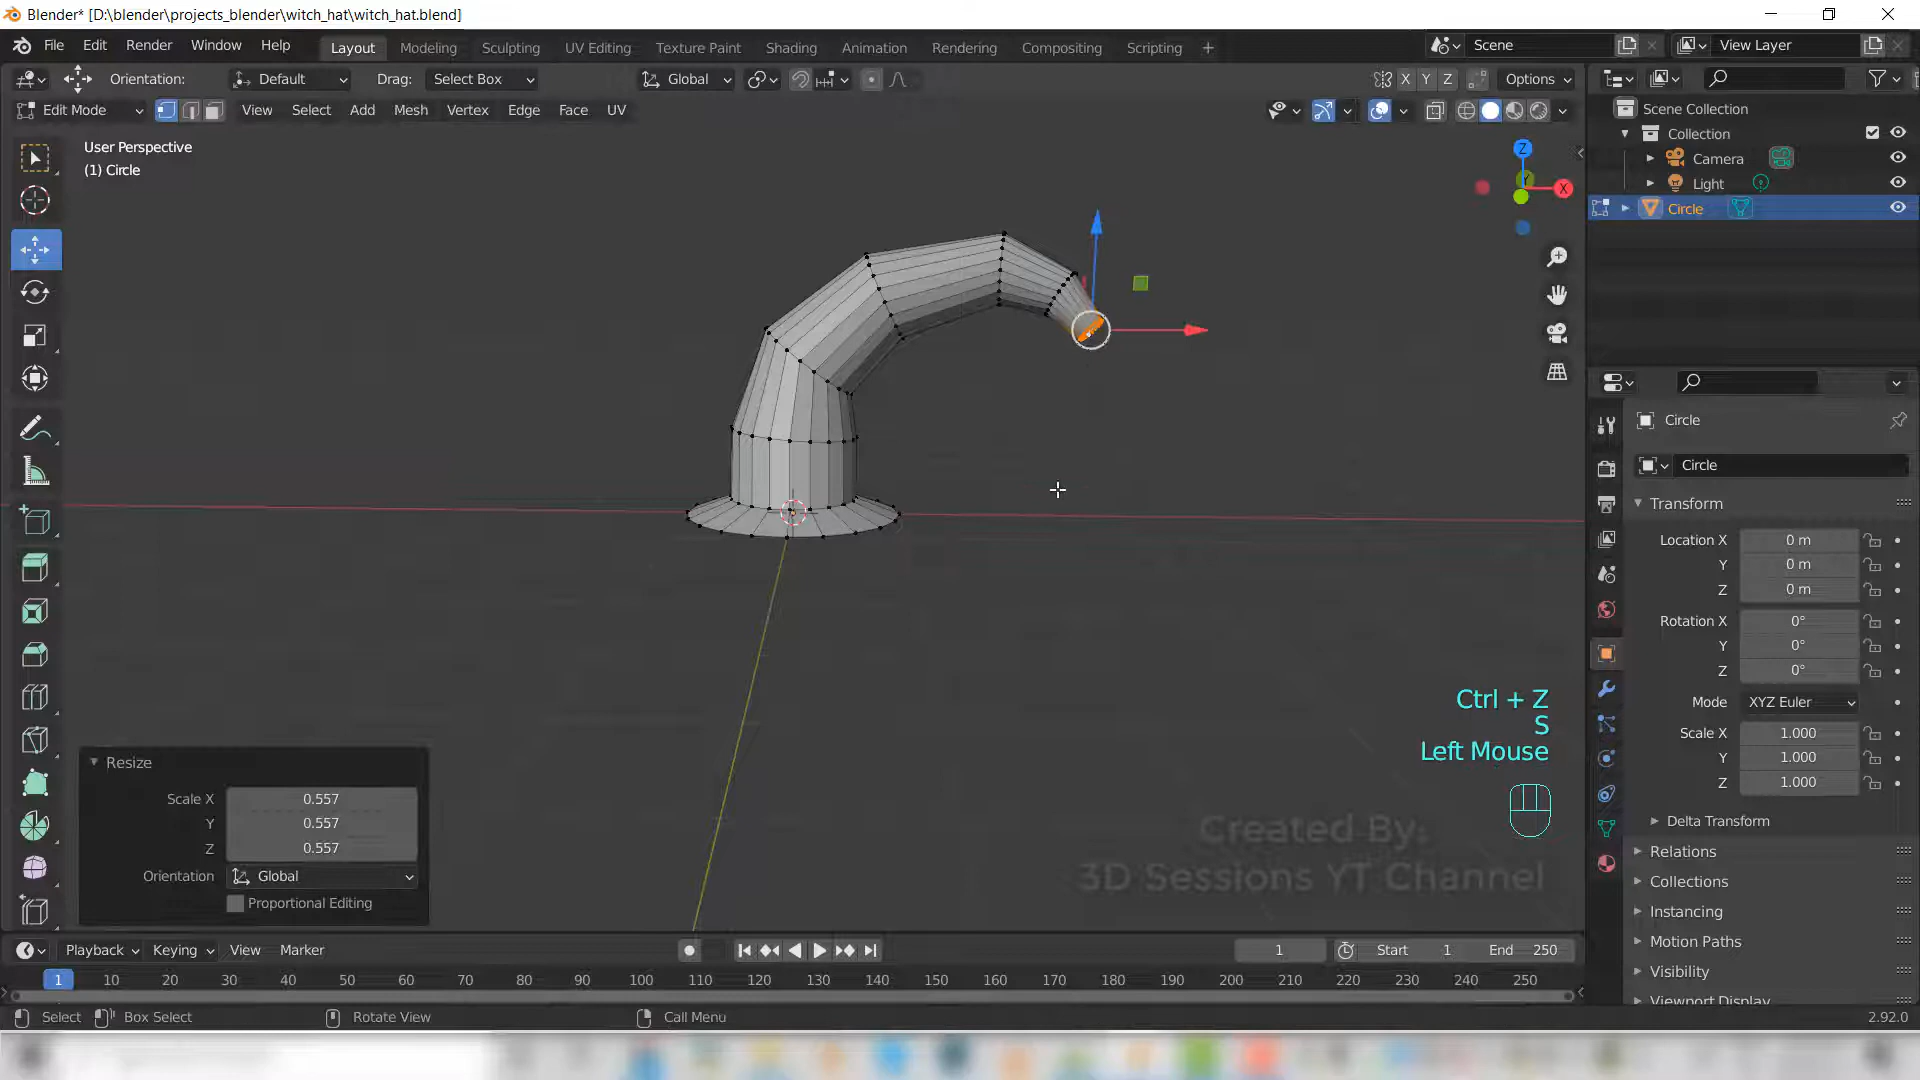 Blender* [D:\blender\projects_blender\witch_hat\witch_hat.blend]
File Edit Render Window Help Layout Modeling Sculpting UV Editing Texture Paint Shading Animation Rendering Compositing Scripting + Scene View Layer
Orientation: Default Drag: Select Box Global X Y Z Options
Edit Mode View Select Add Mesh Vertex Edge Face UV
User Perspective
(1) Circle
Z
Y
X
Scene Collection
Collection
Camera
Light
Circle
Circle
Circle
Transform
Location X 0 m
Y 0 m
Z 0 m
Rotation X 0°
Y 0°
Z 0°
Mode XYZ Euler
Scale X 1.000
Y 1.000
Z 1.000
Delta Transform
Relations
Collections
Instancing
Motion Paths
Visibility
Viewport Display
Ctrl + Z
S
Left Mouse
Created By:
3D Sessions YT Channel
Resize
Scale X 0.557
Y 0.557
Z 0.557
Orientation Global
Proportional Editing
Playback Keying View Marker 1 Start 1 End 250
1 10 20 30 40 50 60 70 80 90 100 110 120 130 140 150 160 170 180 190 200 210 220 230 240 250
Select Box Select Rotate View Call Menu 2.92.0